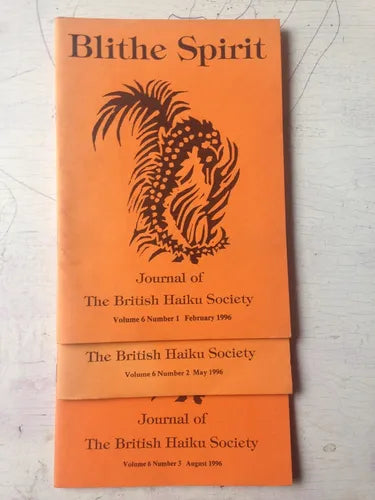 Blithe Spirit
Journal of
The British Haiku Society
Volume 6 Number 1 February 1996
The British Haiku Society
Volume 6 Number 2 May 1996
Journal of
The British Haiku Society
Volume 6 Number 3 August 1996